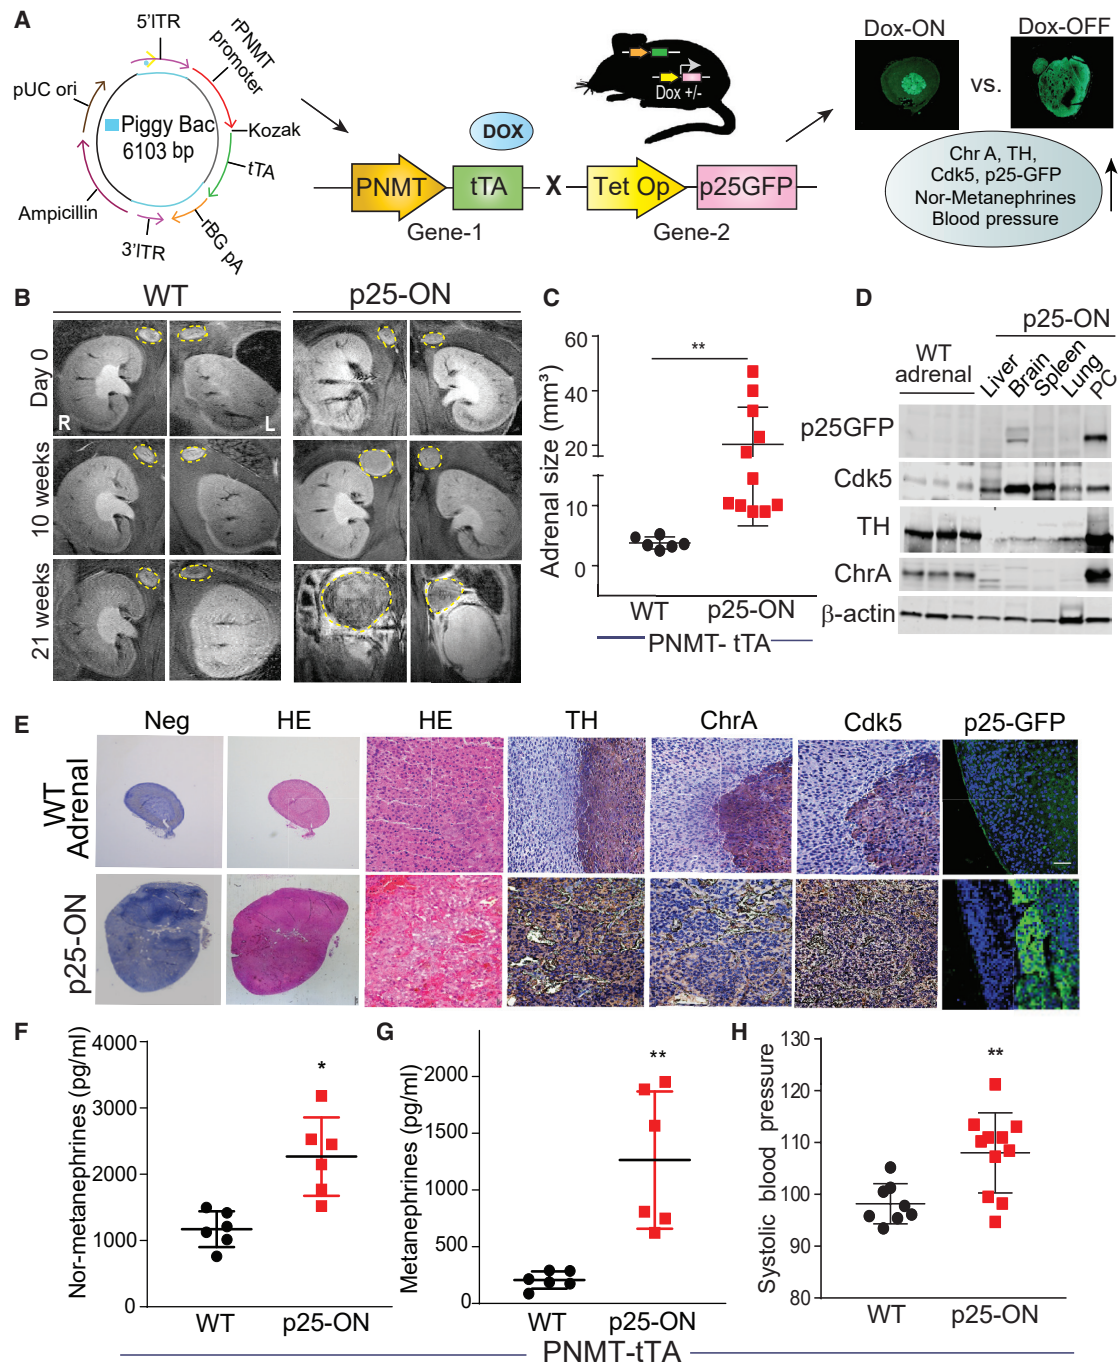 A
5'ITR
rPNMT
promoter
pUC ori
Piggy Bac
6103 bp
Kozak
tTA
Ampicillin
3'ITR
rBG pA
DOX
PNMT
tTA
X
Tet Op
p25GFP
Gene-1
Gene-2
Dox +/-
Dox-ON
vs.
Dox-OFF
Chr A, TH,
Cdk5, p25-GFP
Nor-Metanephrines
Blood pressure
B
WT
p25-ON
Day 0
R
L
10 weeks
21 weeks
C
Adrenal size (mm³)
60
40
20
10
0
**
WT
p25-ON
PNMT- tTA
D
p25-ON
WT
adrenal
Liver
Brain
Spleen
Lung
PC
p25GFP
Cdk5
TH
ChrA
β-actin
E
Neg
HE
HE
TH
ChrA
Cdk5
p25-GFP
WT
Adrenal
p25-ON
F
Nor-metanephrines (pg/ml)
4000
3000
2000
1000
0
*
WT
p25-ON
G
Metanephrines (pg/ml)
2000
1500
1000
500
0
**
WT
p25-ON
H
Systolic blood pressure
130
120
110
100
90
80
**
WT
p25-ON
PNMT-tTA